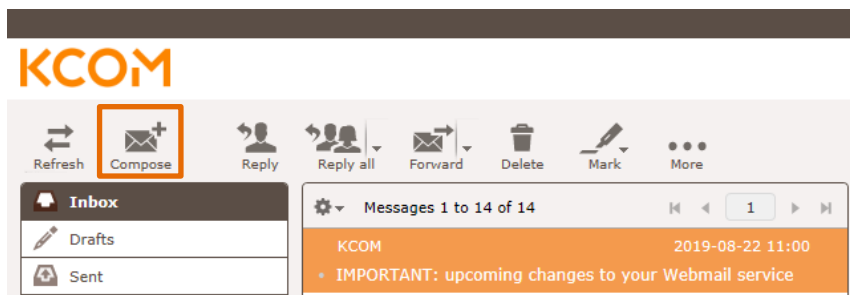 KCOM
Refresh Compose Reply Reply all Forward Delete Mark More
Inbox
Messages 1 to 14 of 14 1
Drafts
KCOM 2019-08-22 11:00
Sent
IMPORTANT: upcoming changes to your Webmail service